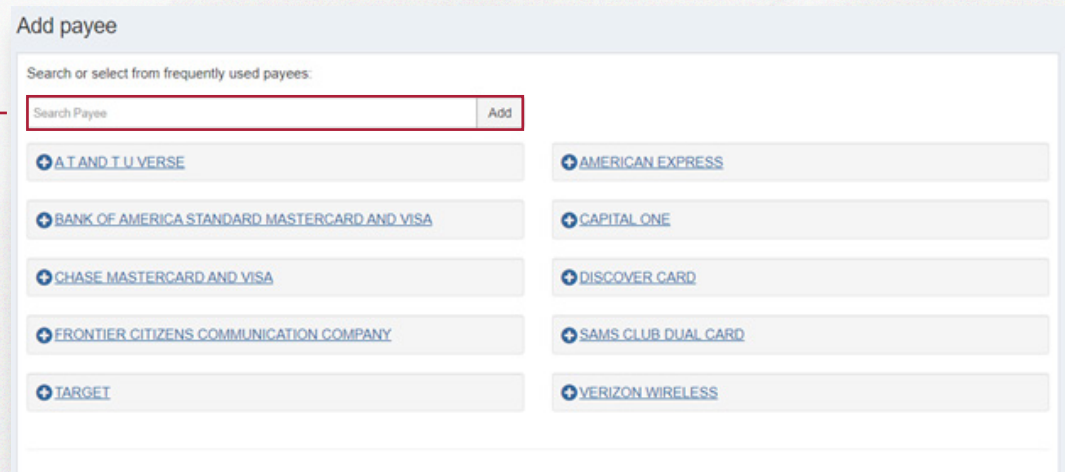 Add payee
Search or select from frequently used payees:
Search Payee
Add
A T AND T U VERSE
AMERICAN EXPRESS
BANK OF AMERICA STANDARD MASTERCARD AND VISA
CAPITAL ONE
CHASE MASTERCARD AND VISA
DISCOVER CARD
FRONTIER CITIZENS COMMUNICATION COMPANY
SAMS CLUB DUAL CARD
TARGET
VERIZON WIRELESS